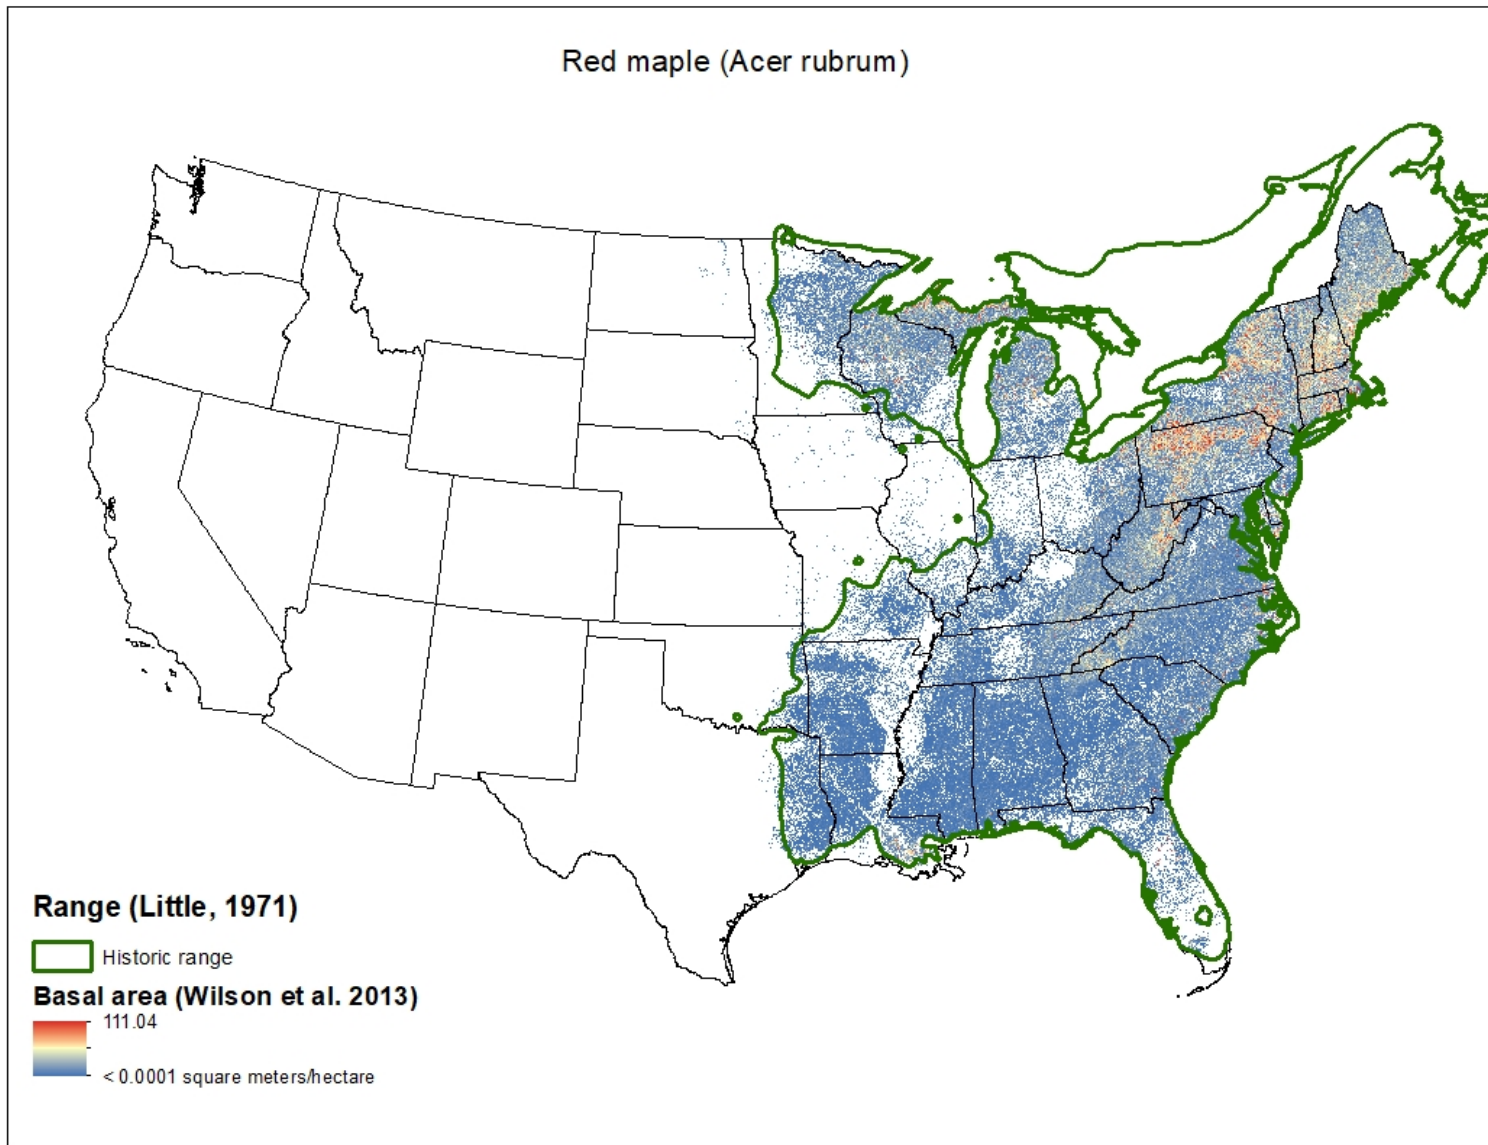 Red maple (Acer rubrum)
Range (Little, 1971)
Historic range
Basal area (Wilson et al. 2013)
111.04
< 0.0001 square meters/hectare